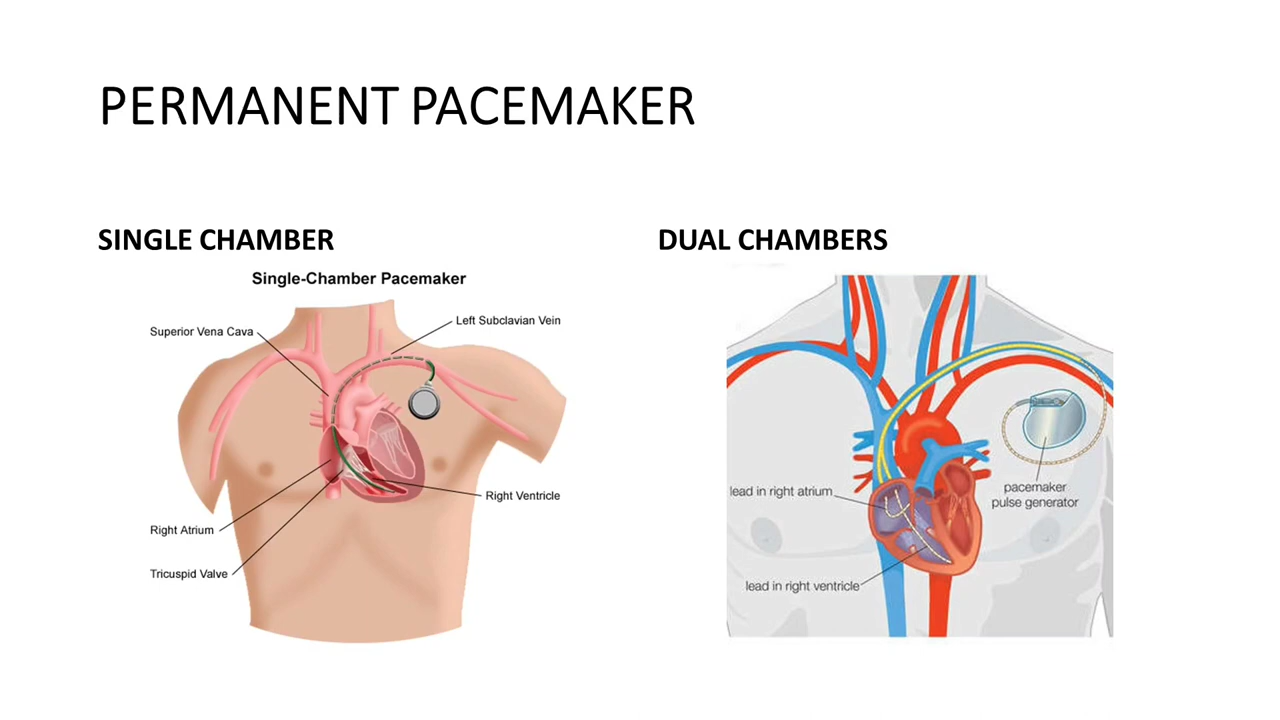 PERMANENT PACEMAKER
SINGLE CHAMBER
Single-Chamber Pacemaker
Superior Vena Cava
Left Subclavian Vein
Right Ventricle
Right Atrium
Tricuspid Valve
DUAL CHAMBERS
lead in right atrium
pacemaker
pulse generator
lead in right ventricle